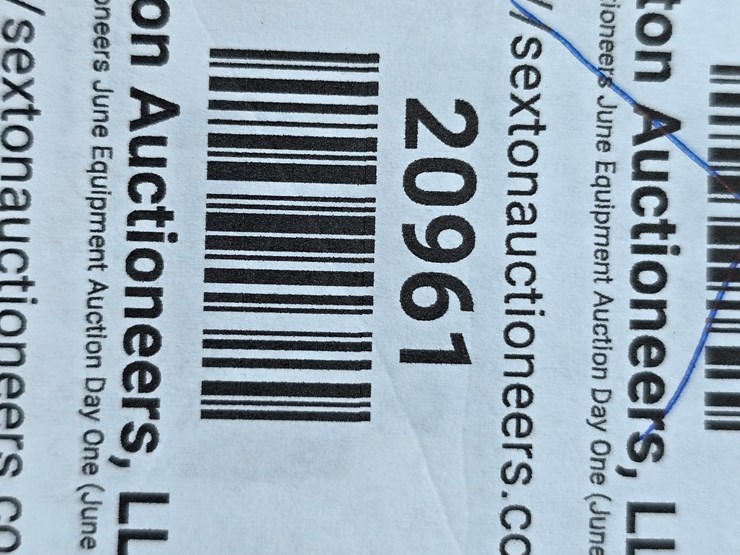 ton Auctioneers, LL
ioneers June Equipment Auction Day One (June
/sextonauctioneers.co
20961
on Auctioneers, LL
oneers June Equipment Auction Day One (June
/sextonauctioneers.co